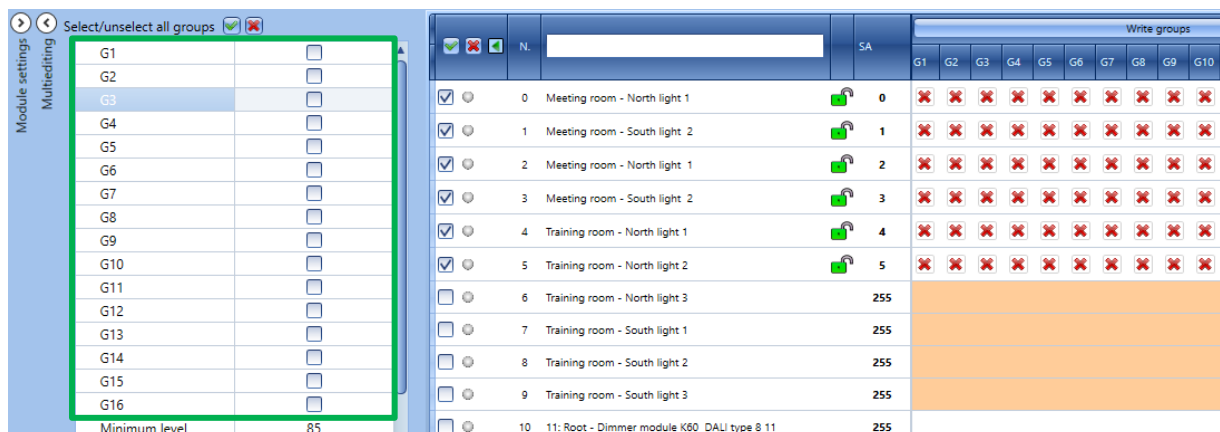 Select/unselect all groups
Module settings
Multiediting
G1
G2
G3
G4
G5
G6
G7
G8
G9
G10
G11
G12
G13
G14
G15
G16
Minimum level 85
N. SA Write groups
G1 G2 G3 G4 G5 G6 G7 G8 G9 G10
0 Meeting room - North light 1 0
1 Meeting room - South light 2 1
2 Meeting room - North light 1 2
3 Meeting room - South light 2 3
4 Training room - North light 1 4
5 Training room - North light 2 5
6 Training room - North light 3 255
7 Training room - South light 1 255
8 Training room - South light 2 255
9 Training room - South light 3 255
10 11: Root - Dimmer module K60 DALI type 8 11 255